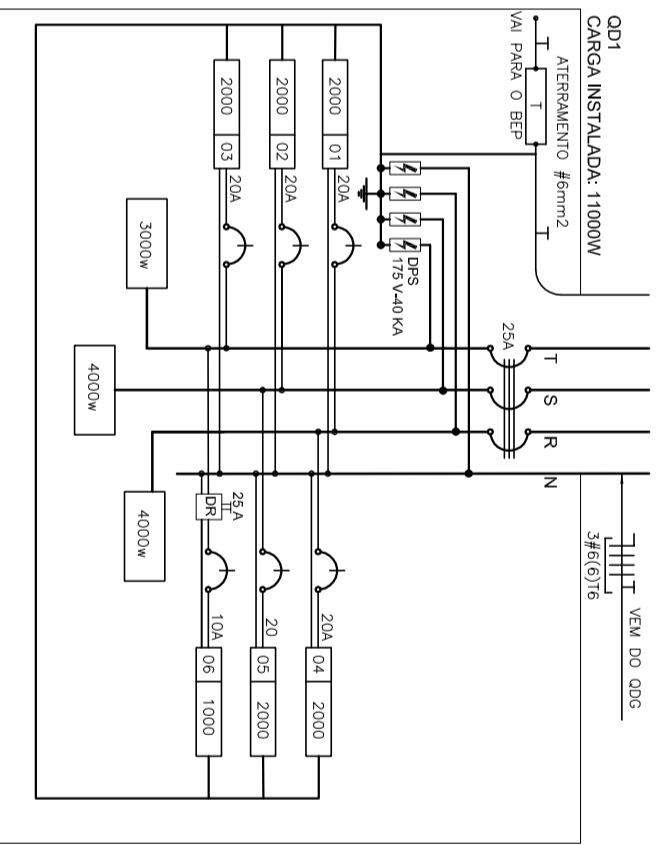 QD1
CARGA INSTALADA: 11000W
ATERRAMENTO #6mm2
T
T
T
VAI PARA O BEP
VEM DO QDG
3#6(6)T6
25A
T
S
R
N
DPS
175 V-40 KA
2000 01
20A
2000 02
20A
2000 03
20A
20A
04 2000
20
05 2000
25 A
DR
10A
06 1000
3000w
4000w
4000w